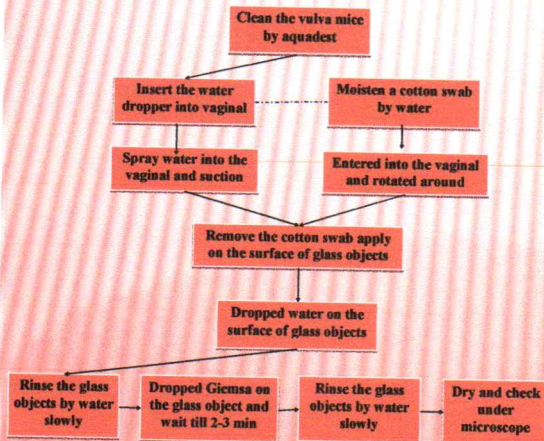 Clean the vulva mice
by aquadest
Insert the water
dropper into vaginal
Moisten a cotton swab
by water
Spray water into the
vaginal and suction
Entered into the vaginal
and rotated around
Remove the cotton swab apply
on the surface of glass objects
Dropped water on the
surface of glass objects
Rinse the glass
objects by water
slowly
Dropped Giemsa on
the glass object and
wait till 2-3 min
Rinse the glass
objects by water
slowly
Dry and check
under
microscope